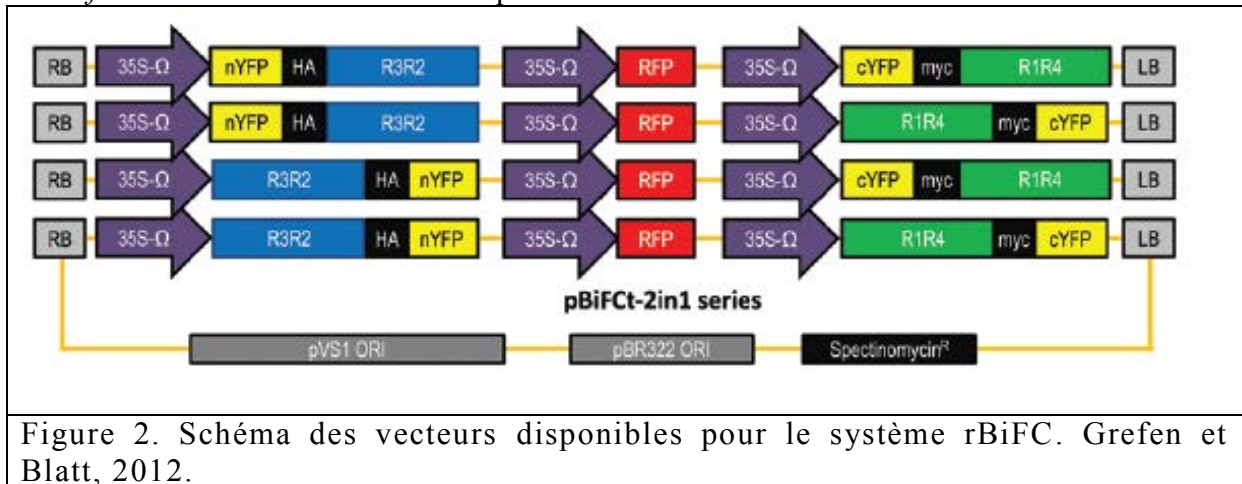 RB 35S-Ω nYFP HA R3R2 35S-Ω RFP 35S-Ω cYFP myc R1R4 LB
RB 35S-Ω nYFP HA R3R2 35S-Ω RFP 35S-Ω R1R4 myc cYFP LB
RB 35S-Ω R3R2 HA nYFP 35S-Ω RFP 35S-Ω cYFP myc R1R4 LB
RB 35S-Ω R3R2 HA nYFP 35S-Ω RFP 35S-Ω R1R4 myc cYFP LB
pBiFCt-2in1 series
pVS1 ORI pBR322 ORI Spectinomycinᴿ
Figure 2. Schéma des vecteurs disponibles pour le système rBiFC. Grefen et
Blatt, 2012.